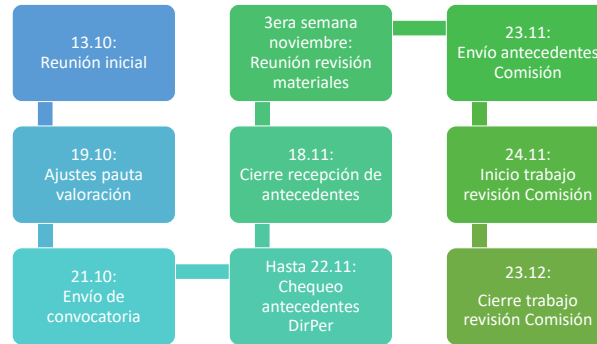 13.10:
Reunión inicial
19.10:
Ajustes pauta
valoración
21.10:
Envío de
convocatoria
Hasta 22.11:
Chequeo
antecedentes
DirPer
18.11:
Cierre recepción de
antecedentes
3era semana
noviembre:
Reunión revisión
materiales
23.11:
Envío antecedentes
Comisión
24.11:
Inicio trabajo
revisión Comisión
23.12:
Cierre trabajo
revisión Comisión